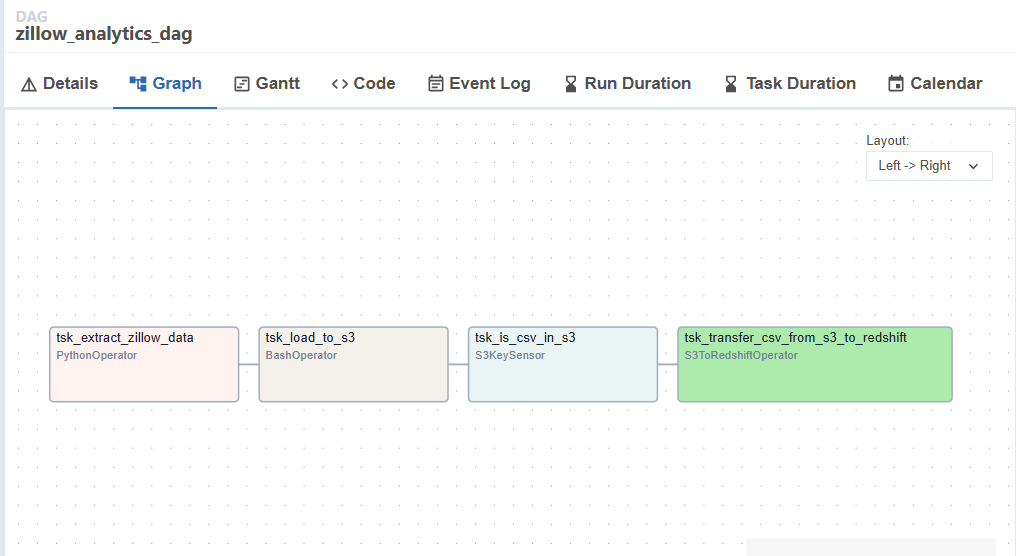 DAG
zillow_analytics_dag
Details Graph Gantt <> Code Event Log Run Duration Task Duration Calendar
Layout:
Left -> Right
tsk_extract_zillow_data
PythonOperator
tsk_load_to_s3
BashOperator
tsk_is_csv_in_s3
S3KeySensor
tsk_transfer_csv_from_s3_to_redshift
S3ToRedshiftOperator